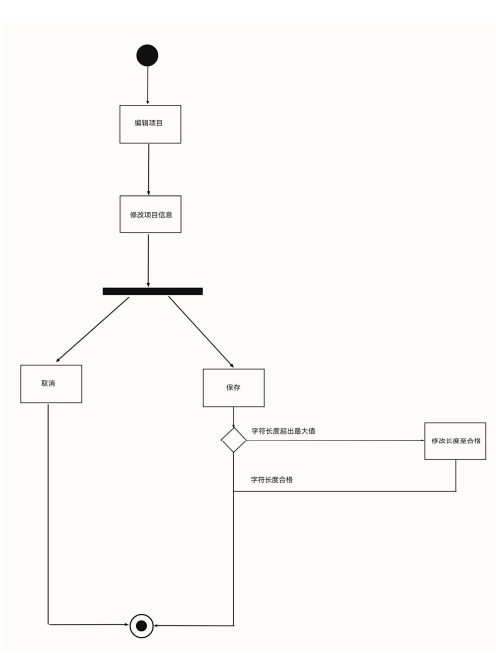 编辑项目
修改项目信息
取消
保存
字符长度超出最大值
修改长度至合格
字符长度合格